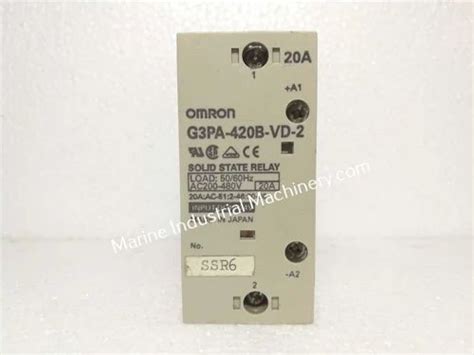 20A
1
+A1
OMRON
G3PA-420B-VD-2
SOLID STATE RELAY
LOAD: 50/60Hz
AC200-480V 20A
Marine Industrial Machinery.com
JAPAN
No.
SSR6
-A2
2